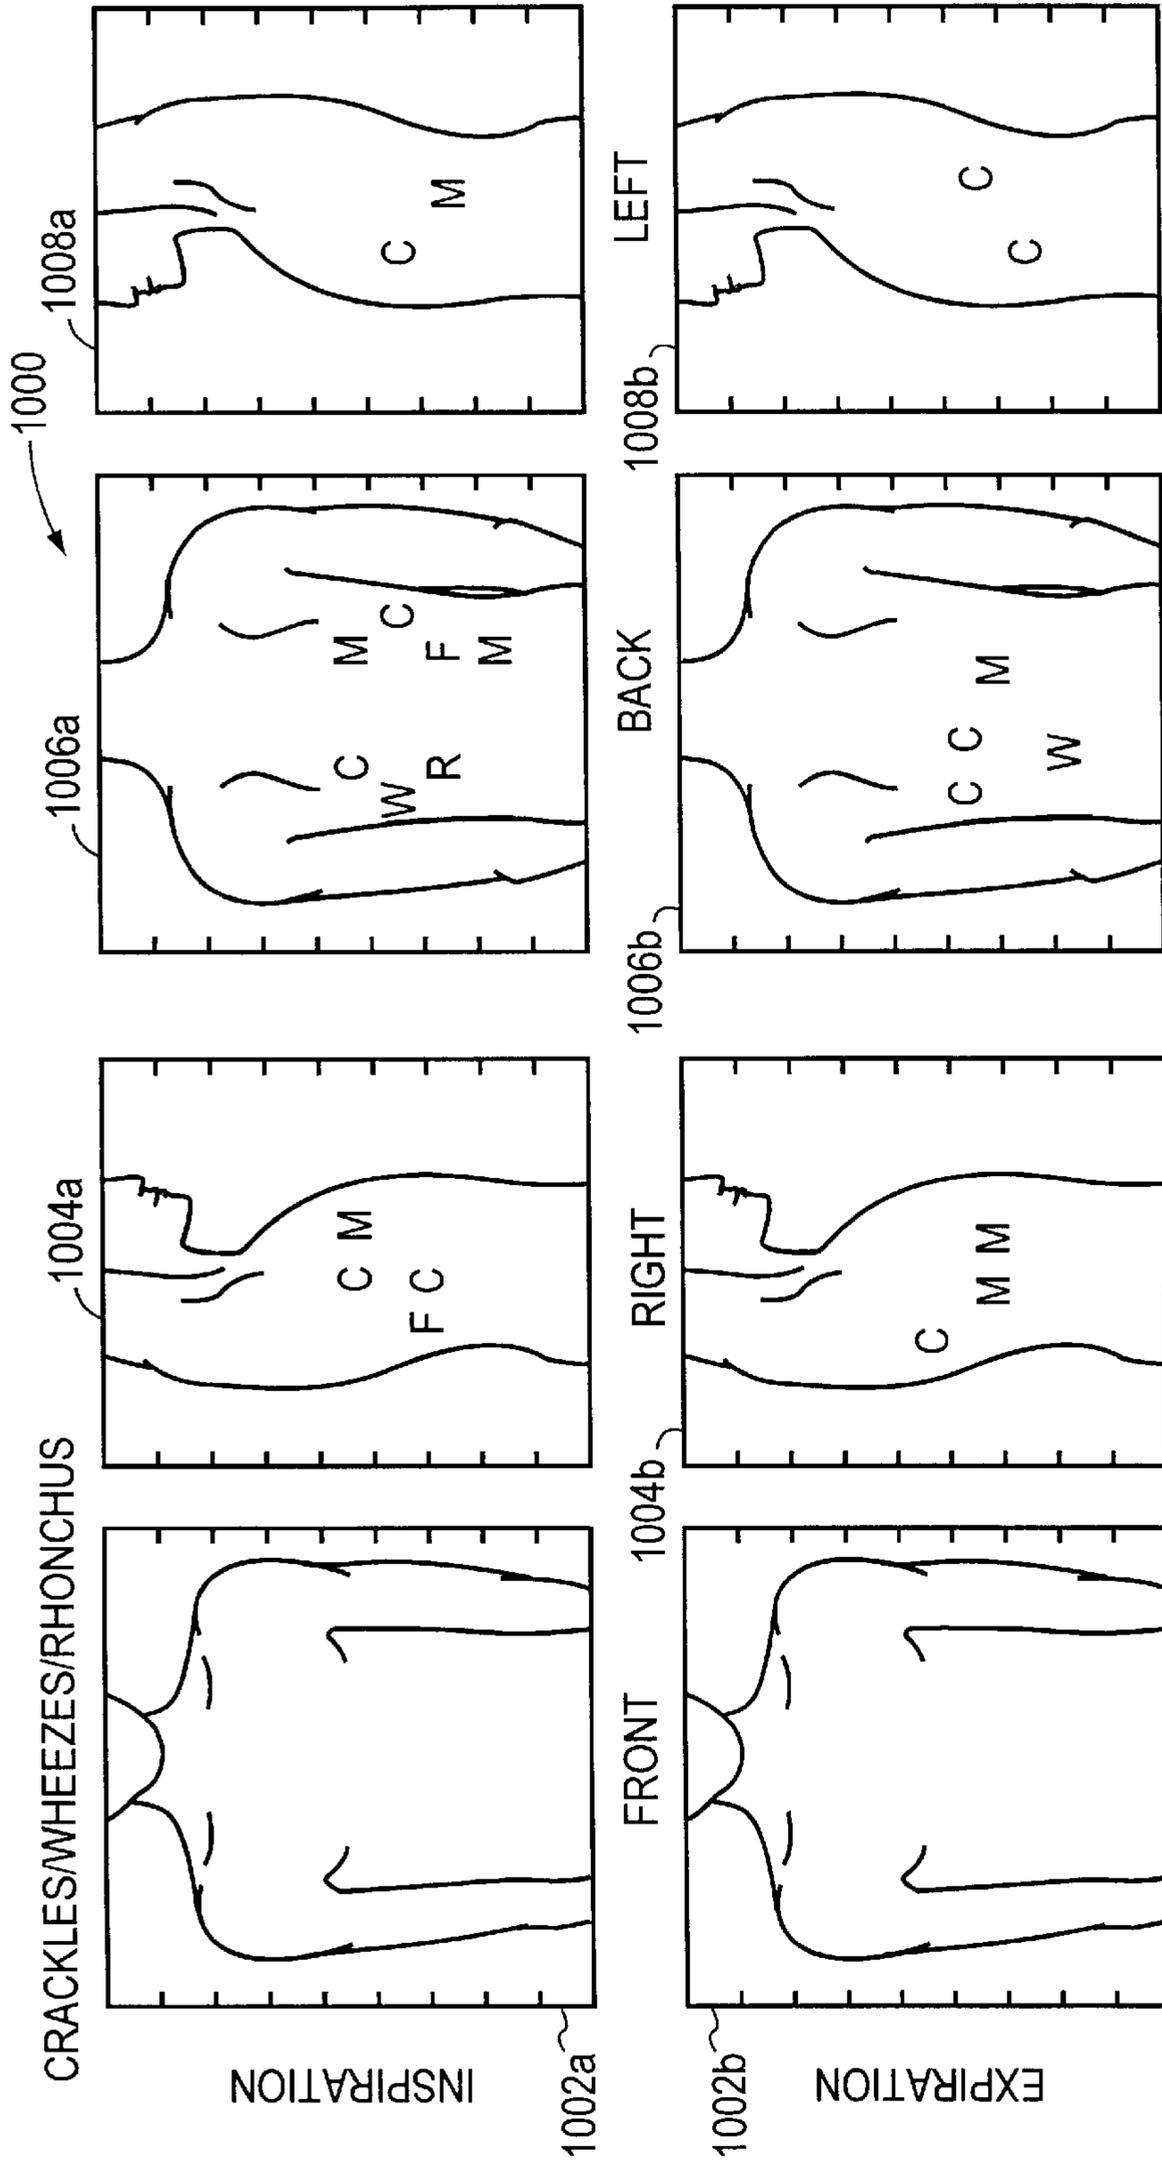 1000
CRACKLES/WHEEZES/RHONCHUS
1004a
1006a
1008a
INSPIRATION
C M
F C
C M
W C
R F
M
C
M
1002a
FRONT
RIGHT
BACK
LEFT
1004b
1006b
1008b
1002b
EXPIRATION
C
M M
C C
M
W
C
C